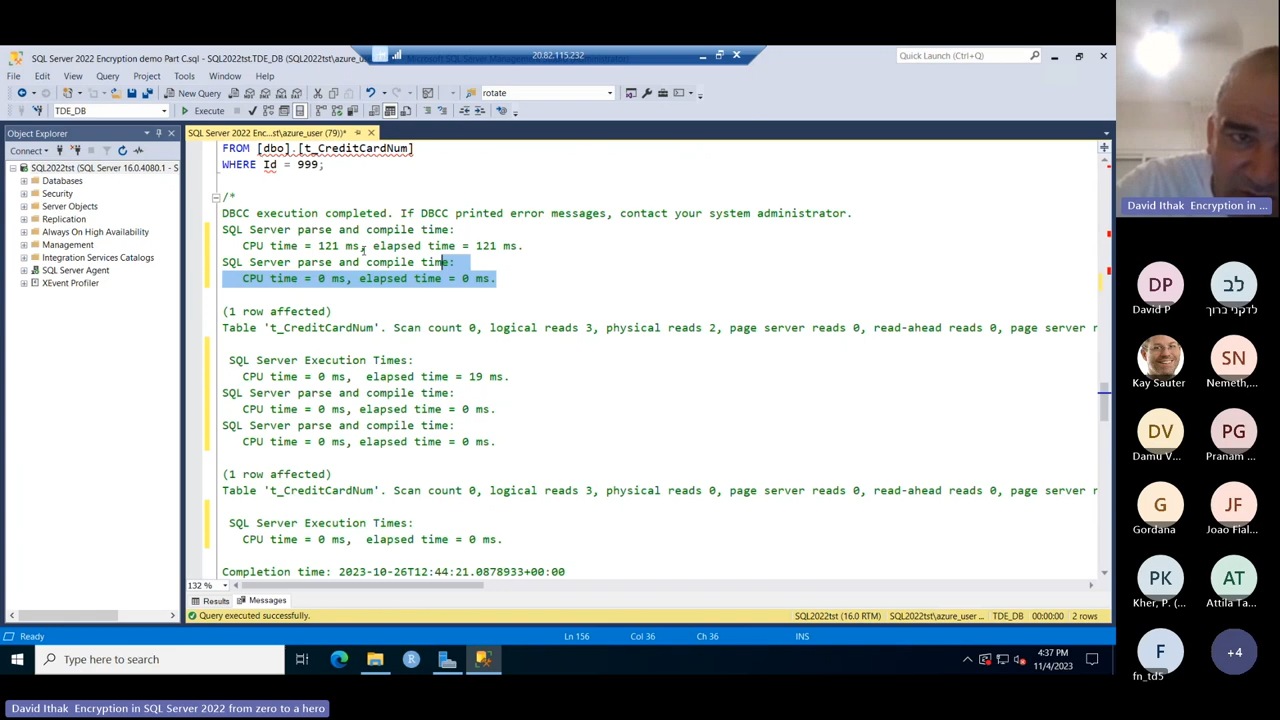 SQL Server 2022 Encryption demo Part C.sql - SQL2022tst.TDE_DB (SQL2022tst\azure_u
20.82.115.232
Quick Launch (Ctrl+Q)
File Edit View Query Project Tools Window Help
New Query
rotate
TDE_DB
Execute
Object Explorer
SQL Server 2022 Enc...st\azure_user (79))*
Connect
SQL2022tst (SQL Server 16.0.4080.1 - S
Databases
Security
Server Objects
Replication
Always On High Availability
Management
Integration Services Catalogs
SQL Server Agent
XEvent Profiler
FROM [dbo].[t_CreditCardNum]
WHERE Id = 999;
/*
DBCC execution completed. If DBCC printed error messages, contact your system administrator.
SQL Server parse and compile time:
CPU time = 121 ms, elapsed time = 121 ms.
SQL Server parse and compile time:
CPU time = 0 ms, elapsed time = 0 ms.
(1 row affected)
Table 't_CreditCardNum'. Scan count 0, logical reads 3, physical reads 2, page server reads 0, read-ahead reads 0, page server r
SQL Server Execution Times:
CPU time = 0 ms,  elapsed time = 19 ms.
SQL Server parse and compile time:
CPU time = 0 ms, elapsed time = 0 ms.
SQL Server parse and compile time:
CPU time = 0 ms, elapsed time = 0 ms.
(1 row affected)
Table 't_CreditCardNum'. Scan count 0, logical reads 3, physical reads 0, page server reads 0, read-ahead reads 0, page server r
SQL Server Execution Times:
CPU time = 0 ms,  elapsed time = 0 ms.
Completion time: 2023-10-26T12:44:21.0878933+00:00
132 %
Results Messages
Query executed successfully.
SQL2022tst (16.0 RTM) SQL2022tst\azure_user ... TDE_DB 00:00:00 2 rows
Ready
Ln 156 Col 36 Ch 36 INS
Type here to search
4:37 PM
11/4/2023
David Ithak Encryption in SQL Server 2022 from zero to a hero
David Ithak Encryption in ...
DP
לב
David P
לדקני ברוך
SN
Kay Sauter
Nemeth,...
DV
PG
Damu V...
Pranam ...
G
JF
Gordana
Joao Fial...
PK
AT
Kher, P. (...
Attila Ta...
F
+4
fn_td5